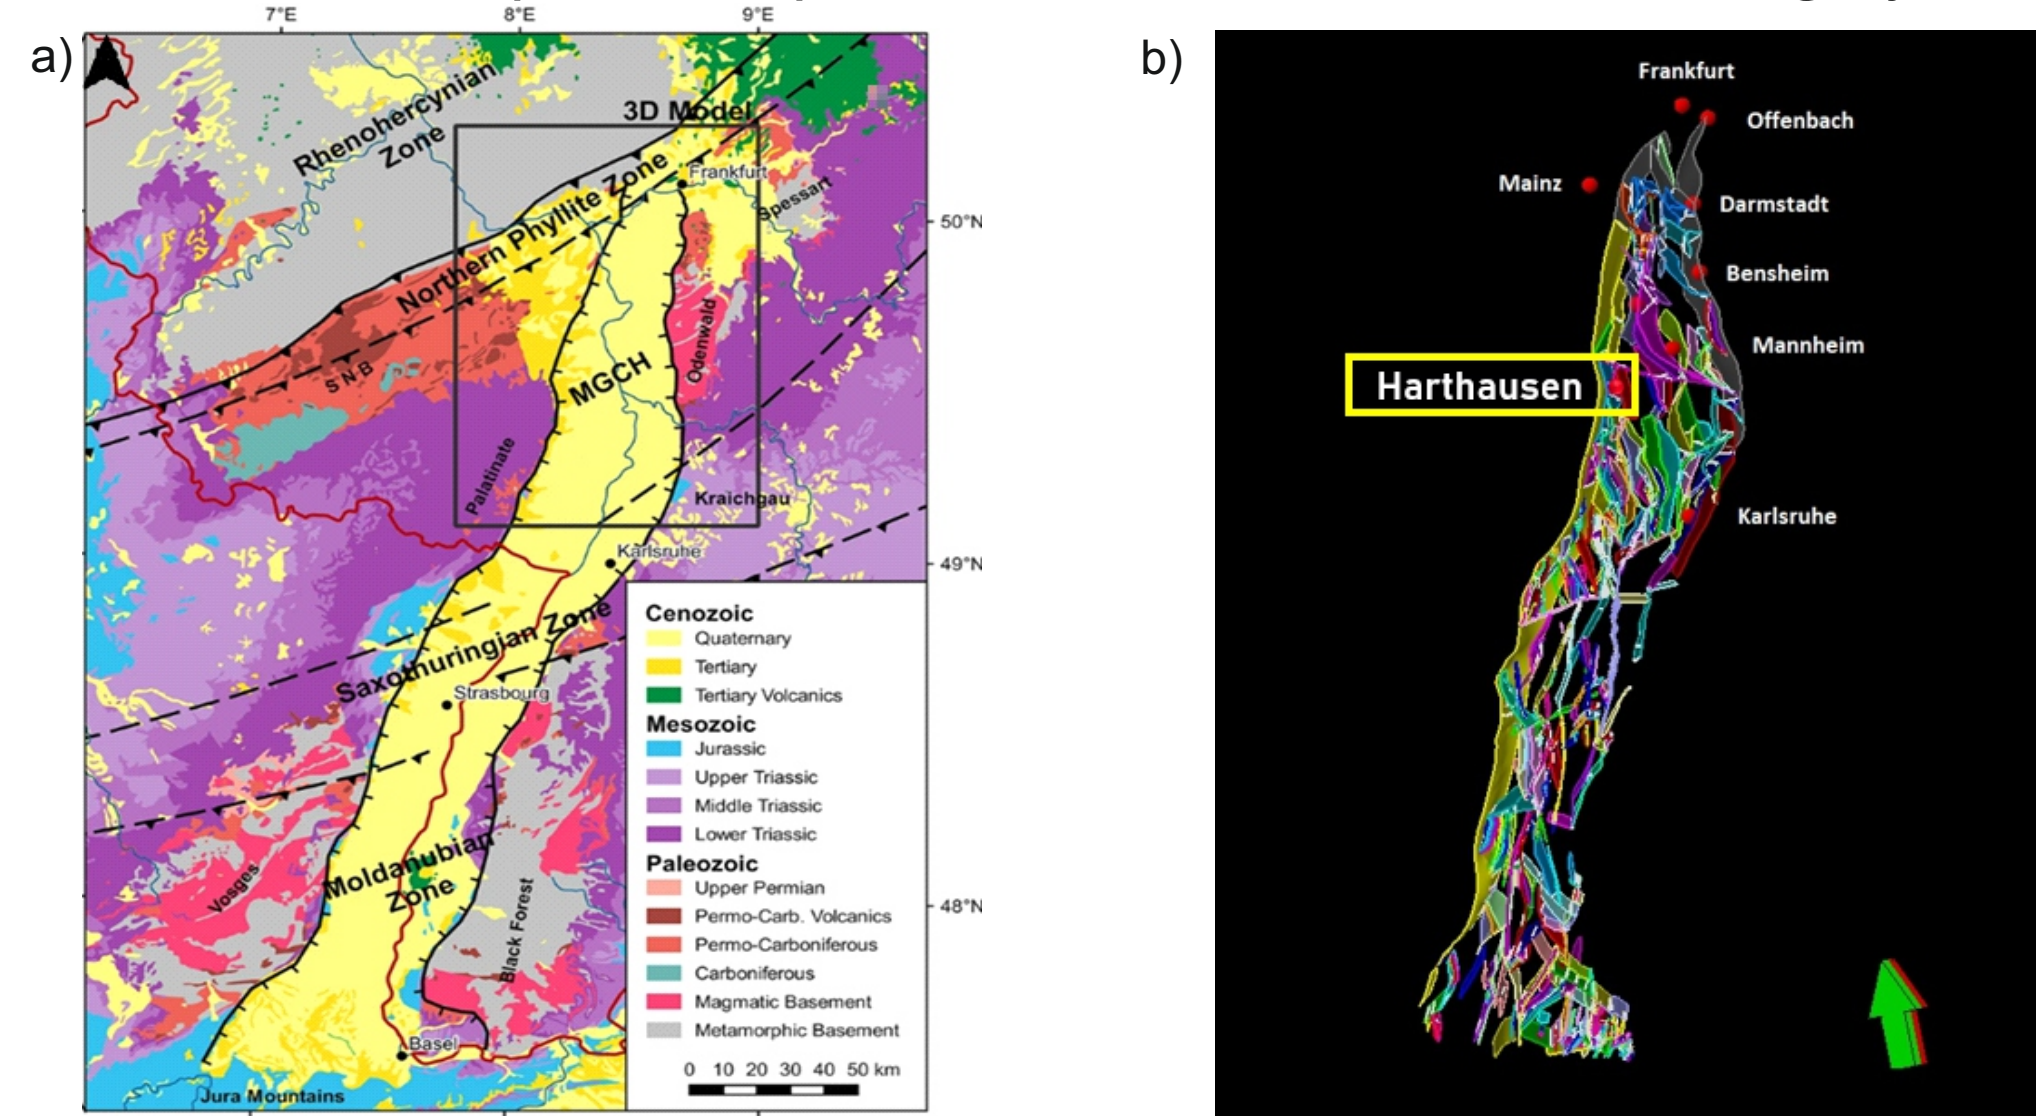 a)
7°E
8°
9°E
Rhenohercynian
Zone
3D Model
Northern Phyllite Zone
Frankfurt
Spessart
50°N
S N B
Odenwald
MGCH
Palatinate
Kraichgau
Karlsruhe
49°N
Saxothuringian Zone
Strasbourg
Moldanubian
Zone
Vosges
Black Forest
48°N
Basel
Jura Mountains
Cenozoic
Quaternary
Tertiary
Tertiary Volcanics
Mesozoic
Jurassic
Upper Triassic
Middle Triassic
Lower Triassic
Paleozoic
Upper Permian
Permo-Carb. Volcanics
Permo-Carboniferous
Carboniferous
Magmatic Basement
Metamorphic Basement
0 10 20 30 40 50 km
b)
Frankfurt
Offenbach
Mainz
Darmstadt
Bensheim
Mannheim
Harthausen
Karlsruhe